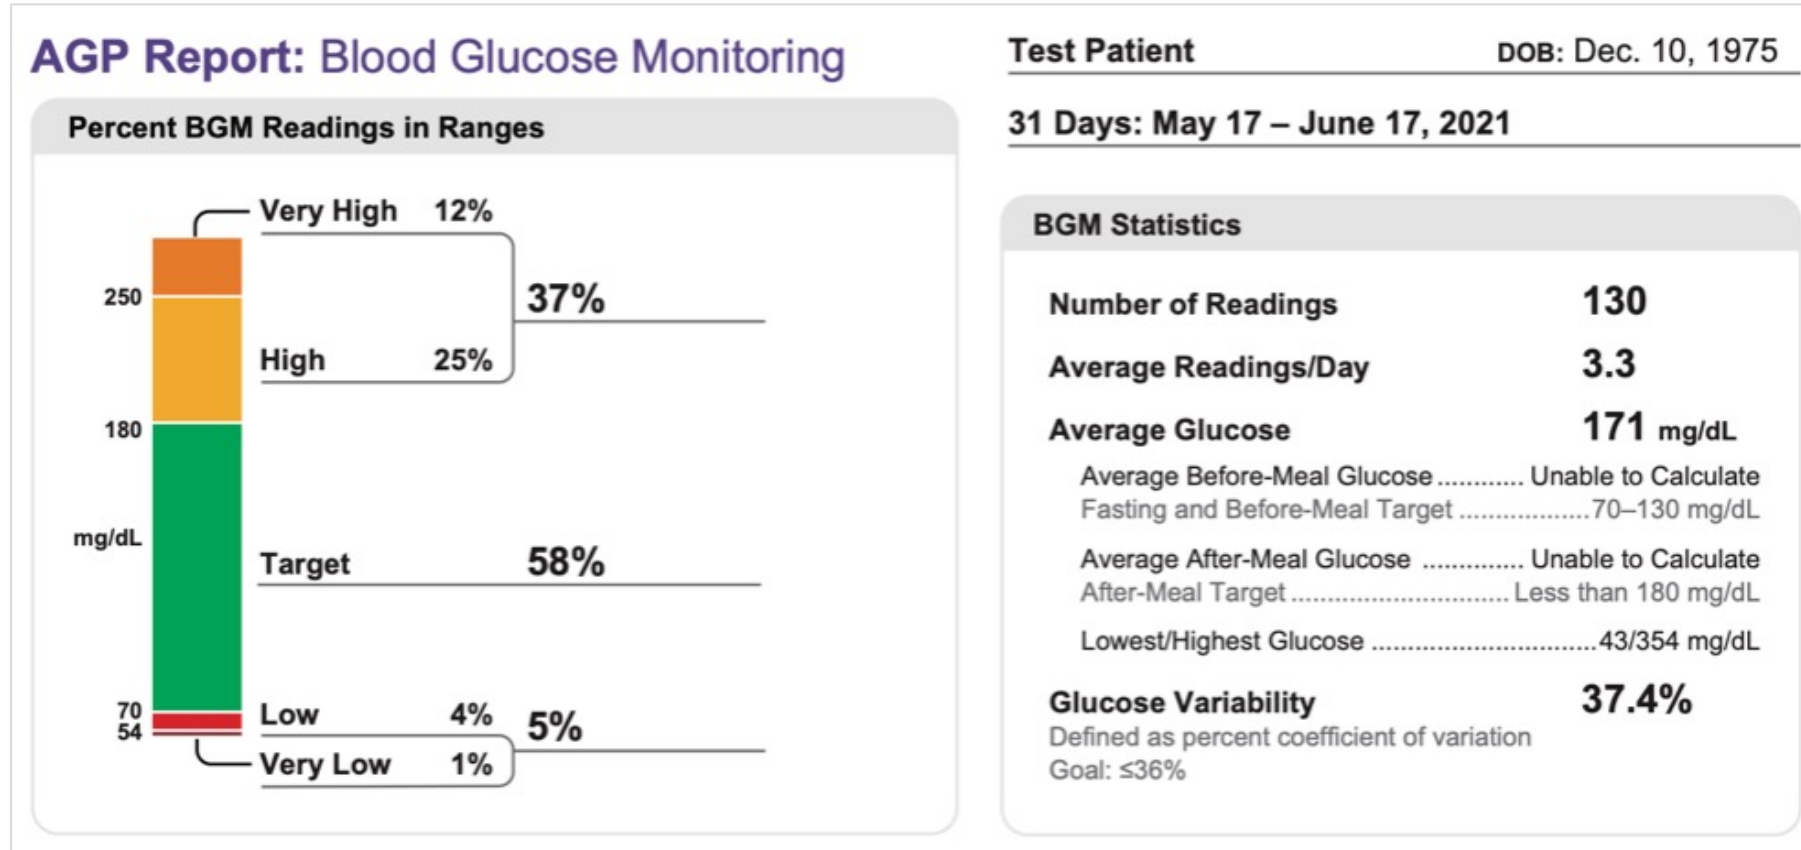 AGP Report: Blood Glucose Monitoring
Percent BGM Readings in Ranges
Very High 12%
250
37%
High 25%
180
mg/dL
Target 58%
70
Low 4%
5%
54
Very Low 1%
Test Patient DOB: Dec. 10, 1975
31 Days: May 17 – June 17, 2021
BGM Statistics
Number of Readings 130
Average Readings/Day 3.3
Average Glucose 171 mg/dL
Average Before-Meal Glucose ............ Unable to Calculate
Fasting and Before-Meal Target ..................70–130 mg/dL
Average After-Meal Glucose .............. Unable to Calculate
After-Meal Target .............................. Less than 180 mg/dL
Lowest/Highest Glucose ...............................43/354 mg/dL
Glucose Variability 37.4%
Defined as percent coefficient of variation
Goal: ≤36%